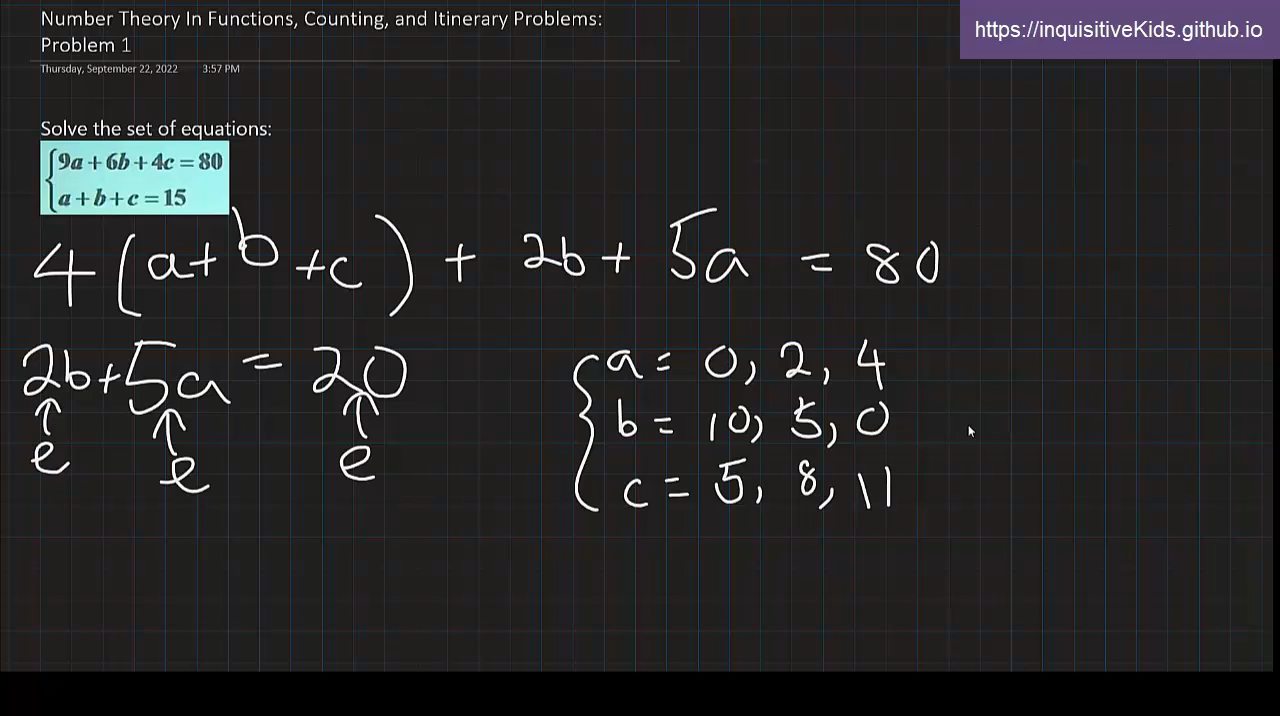 Number Theory In Functions, Counting, and Itinerary Problems:
Problem 1
https://inquisitiveKids.github.io
Thursday, September 22, 2022 3:57 PM
Solve the set of equations:
9a + 6b + 4c = 80
a + b + c = 15
4 (a + b + c) + 2b + 5a = 80
2b + 5a = 20
e e e
a = 0, 2, 4
b = 10, 5, 0
c = 5, 8, 11